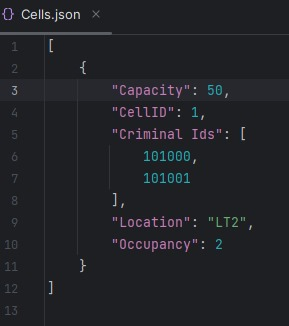 {} Cells.json ×
1 [
2 {
3 "Capacity": 50,
4 "CellID": 1,
5 "Criminal Ids": [
6 101000,
7 101001
8 ],
9 "Location": "LT2",
10 "Occupancy": 2
11 }
12 ]
13